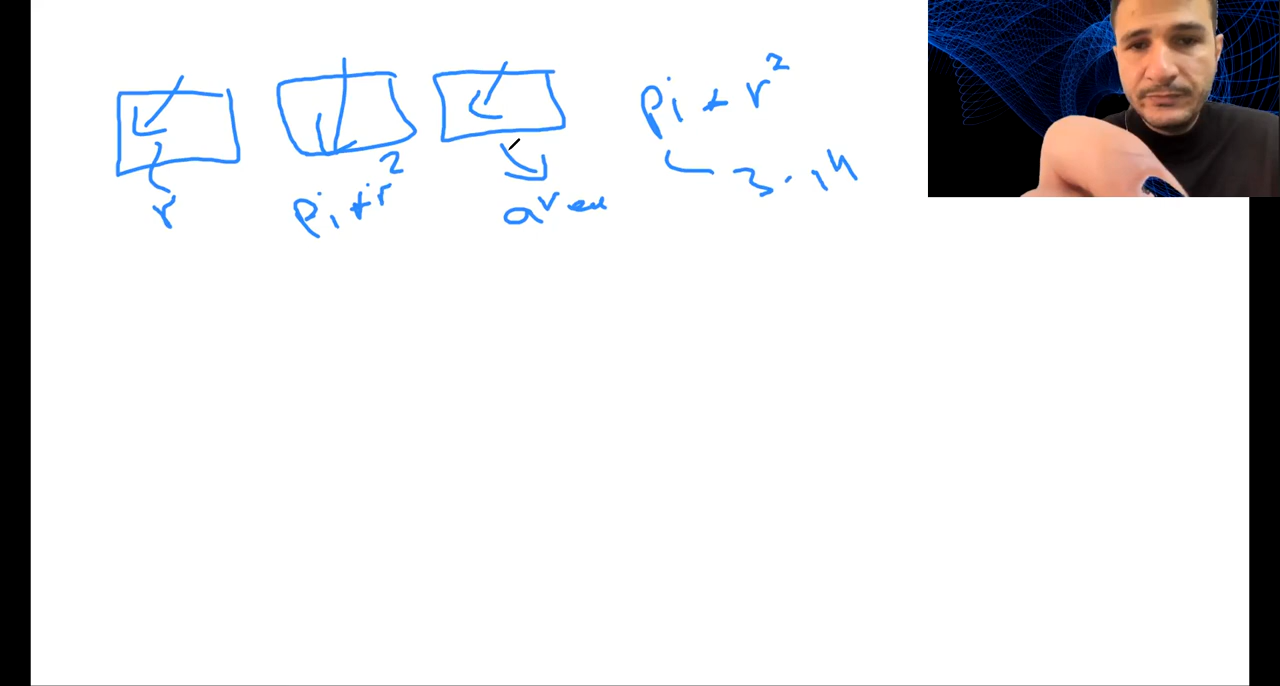 pi * r²
3.14
r
pi * r²
area